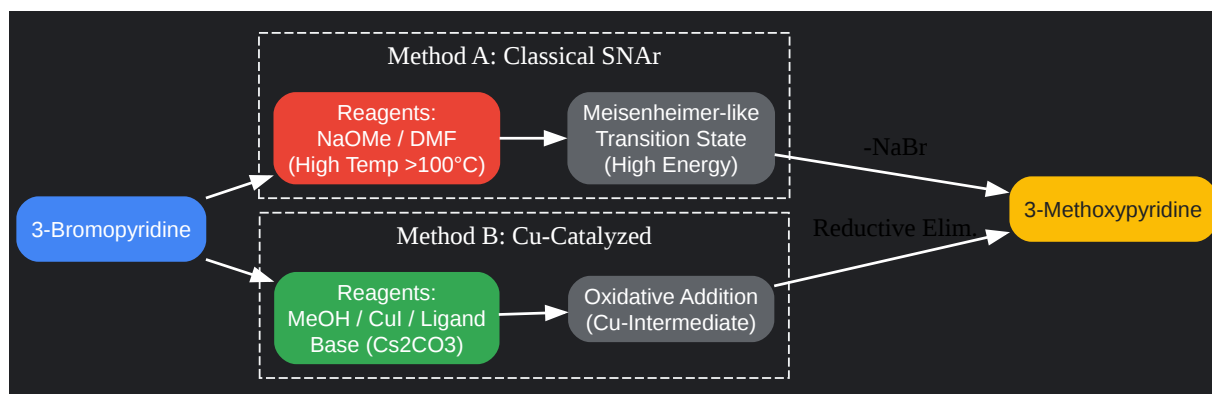 Method A: Classical SNAr
Reagents:
NaOMe / DMF
(High Temp >100°C)
Meisenheimer-like
Transition State
(High Energy)
-NaBr
3-Bromopyridine
3-Methoxypyridine
Method B: Cu-Catalyzed
Reductive Elim.
Reagents:
MeOH / CuI / Ligand
Base (Cs2CO3)
Oxidative Addition
(Cu-Intermediate)